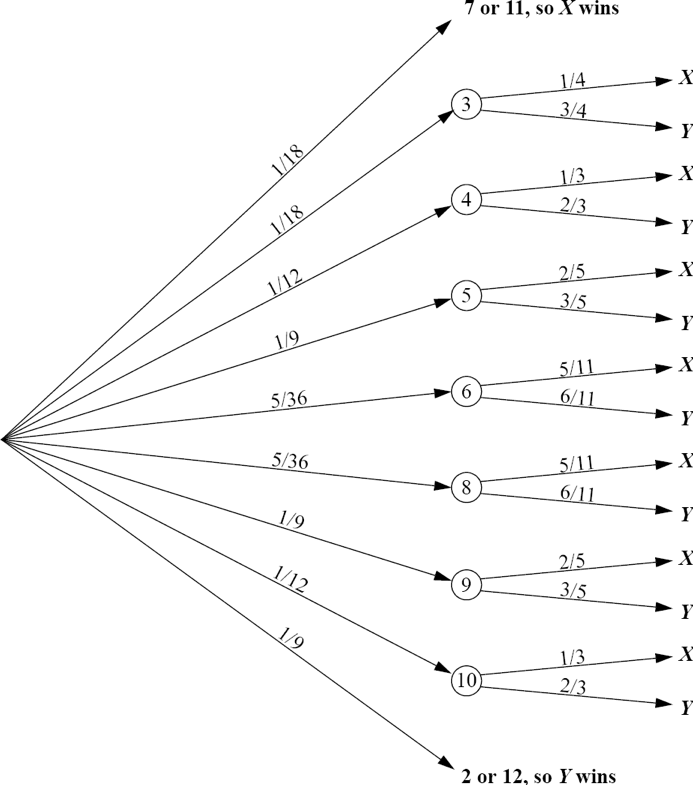 7 or 11, so X wins
1/18
1/4
X
3
3/4
Y
1/18
1/3
X
4
2/3
Y
1/12
2/5
X
5
3/5
Y
1/9
5/11
X
6
6/11
Y
5/36
5/36
5/11
X
8
6/11
Y
1/9
2/5
X
9
3/5
Y
1/12
1/3
X
10
2/3
Y
1/9
2 or 12, so Y wins